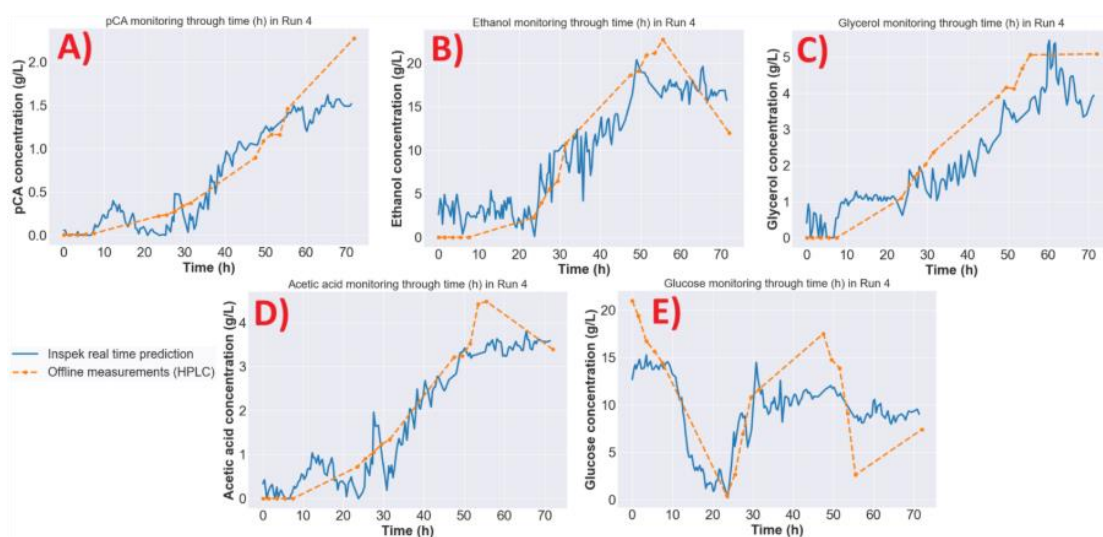 pCA monitoring through time (h) in Run 4
A)
pCA concentration (g/L)
2.0
1.5
1.0
0.5
0.0
0 10 20 30 40 50 60 70
Time (h)
Ethanol monitoring through time (h) in Run 4
B)
Ethanol concentration (g/L)
20
15
10
5
0
0 10 20 30 40 50 60 70
Time (h)
Glycerol monitoring through time (h) in Run 4
C)
Glycerol concentration (g/L)
5
4
3
2
1
0
0 10 20 30 40 50 60 70
Time (h)
Inspek real time prediction
Offline measurements (HPLC)
Acetic acid monitoring through time (h) in Run 4
D)
Acetic acid concentration (g/L)
4
3
2
1
0
0 10 20 30 40 50 60 70
Time (h)
Glucose monitoring through time (h) in Run 4
E)
Glucose concentration (g/L)
20
15
10
5
0
0 10 20 30 40 50 60 70
Time (h)